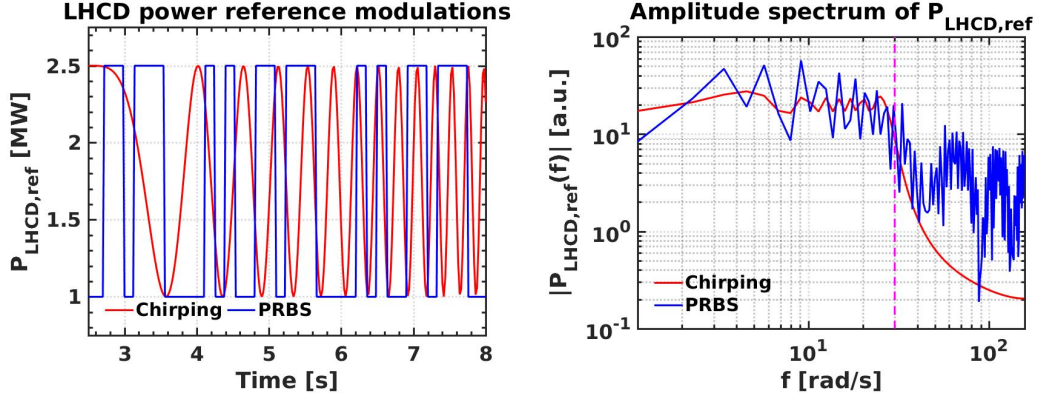 LHCD power reference modulations
P_LHCD,ref [MW]
2.5
2
1.5
1
Chirping
PRBS
3 4 5 6 7 8
Time [s]
Amplitude spectrum of P_LHCD,ref
|P_LHCD,ref(f)| [a.u.]
10^2
10^1
10^0
10^-1
Chirping
PRBS
10^1 10^2
f [rad/s]